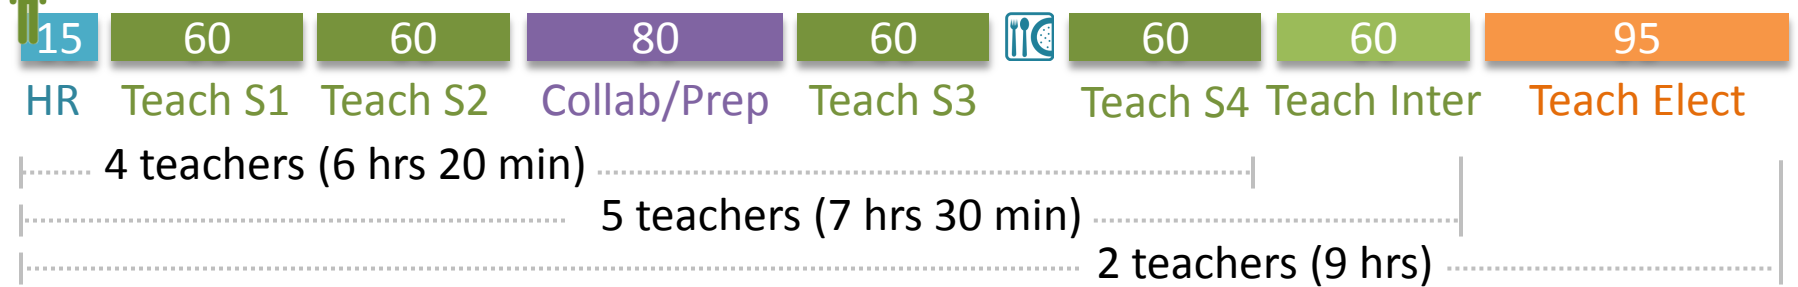 15 60 60 80 60 60 60 95
HR Teach S1 Teach S2 Collab/Prep Teach S3 Teach S4 Teach Inter Teach Elect
4 teachers (6 hrs 20 min)
5 teachers (7 hrs 30 min)
2 teachers (9 hrs)